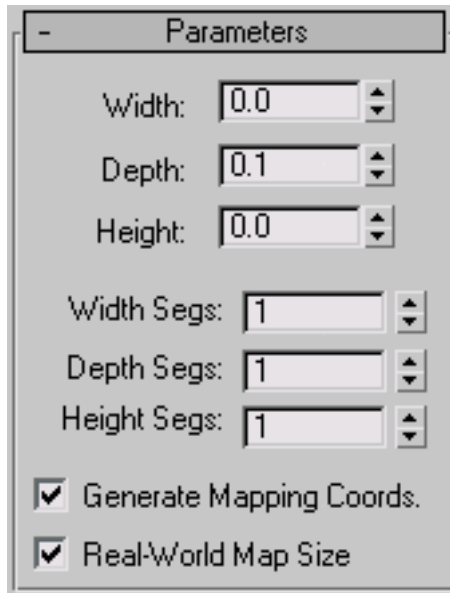 - Parameters
Width: 0.0
Depth: 0.1
Height: 0.0
Width Segs: 1
Depth Segs: 1
Height Segs: 1
Generate Mapping Coords.
Real-World Map Size